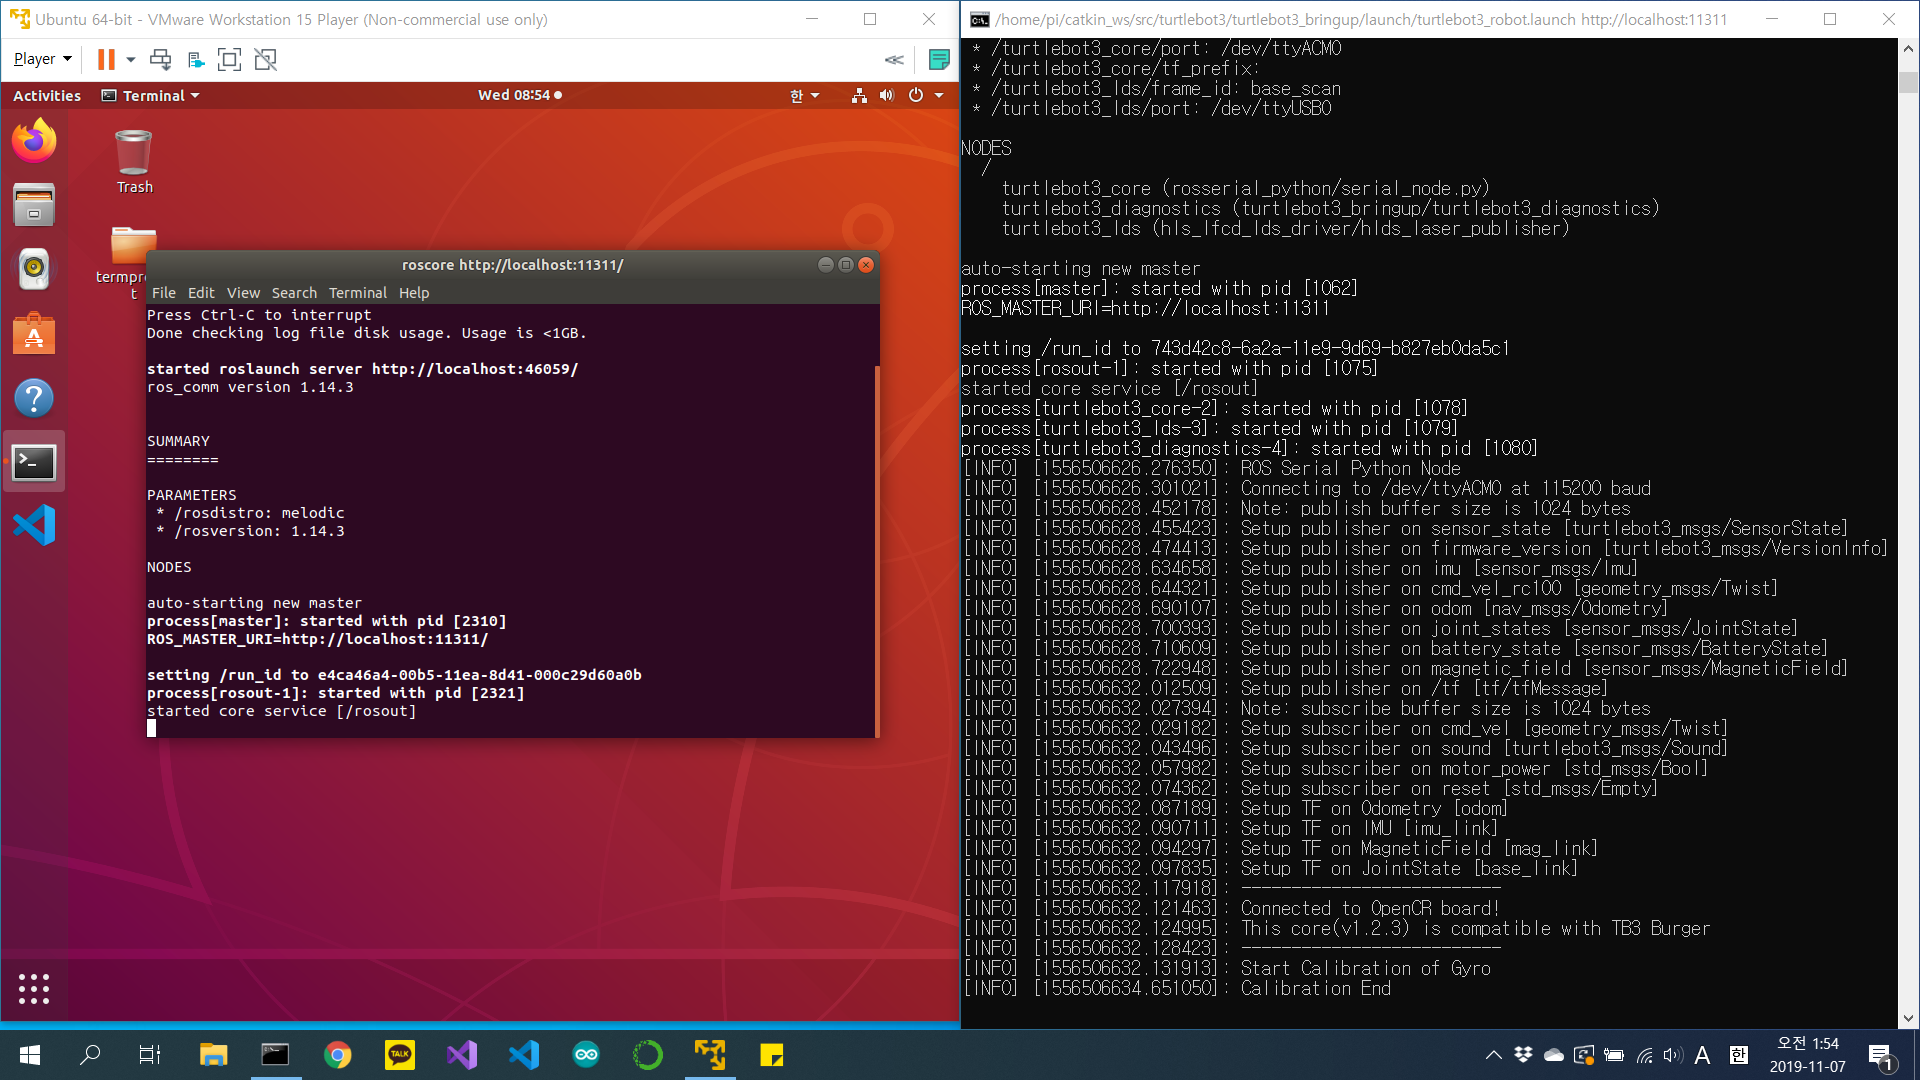 Ubuntu 64-bit - VMware Workstation 15 Player (Non-commercial use only)
Player
Activities
Terminal
Wed 08:54
한
Trash
termpro
t
roscore http://localhost:11311/
File Edit View Search Terminal Help
Press Ctrl-C to interrupt
Done checking log file disk usage. Usage is <1GB.
started roslaunch server http://localhost:46059/
ros_comm version 1.14.3
SUMMARY
========
PARAMETERS
* /rosdistro: melodic
* /rosversion: 1.14.3
NODES
auto-starting new master
process[master]: started with pid [2310]
ROS_MASTER_URI=http://localhost:11311/
setting /run_id to e4ca46a4-00b5-11ea-8d41-000c29d60a0b
process[rosout-1]: started with pid [2321]
started core service [/rosout]
/home/pi/catkin_ws/src/turtlebot3/turtlebot3_bringup/launch/turtlebot3_robot.launch http://localhost:11311
* /turtlebot3_core/port: /dev/ttyACM0
* /turtlebot3_core/tf_prefix:
* /turtlebot3_lds/frame_id: base_scan
* /turtlebot3_lds/port: /dev/ttyUSB0
NODES
/
turtlebot3_core (rosserial_python/serial_node.py)
turtlebot3_diagnostics (turtlebot3_bringup/turtlebot3_diagnostics)
turtlebot3_lds (hls_lfcd_lds_driver/hlds_laser_publisher)
auto-starting new master
process[master]: started with pid [1062]
ROS_MASTER_URI=http://localhost:11311
setting /run_id to 743d42c8-6a2a-11e9-9d69-b827eb0da5c1
process[rosout-1]: started with pid [1075]
started core service [/rosout]
process[turtlebot3_core-2]: started with pid [1078]
process[turtlebot3_lds-3]: started with pid [1079]
process[turtlebot3_diagnostics-4]: started with pid [1080]
[INFO] [1556506626.276350]: ROS Serial Python Node
[INFO] [1556506626.301021]: Connecting to /dev/ttyACM0 at 115200 baud
[INFO] [1556506628.452178]: Note: publish buffer size is 1024 bytes
[INFO] [1556506628.455423]: Setup publisher on sensor_state [turtlebot3_msgs/SensorState]
[INFO] [1556506628.474413]: Setup publisher on firmware_version [turtlebot3_msgs/VersionInfo]
[INFO] [1556506628.634658]: Setup publisher on imu [sensor_msgs/Imu]
[INFO] [1556506628.644321]: Setup publisher on cmd_vel_rc100 [geometry_msgs/Twist]
[INFO] [1556506628.690107]: Setup publisher on odom [nav_msgs/Odometry]
[INFO] [1556506628.700393]: Setup publisher on joint_states [sensor_msgs/JointState]
[INFO] [1556506628.710609]: Setup publisher on battery_state [sensor_msgs/BatteryState]
[INFO] [1556506628.722948]: Setup publisher on magnetic_field [sensor_msgs/MagneticField]
[INFO] [1556506632.012509]: Setup publisher on /tf [tf/tfMessage]
[INFO] [1556506632.027394]: Note: subscribe buffer size is 1024 bytes
[INFO] [1556506632.029182]: Setup subscriber on cmd_vel [geometry_msgs/Twist]
[INFO] [1556506632.043496]: Setup subscriber on sound [turtlebot3_msgs/Sound]
[INFO] [1556506632.057982]: Setup subscriber on motor_power [std_msgs/Bool]
[INFO] [1556506632.074362]: Setup subscriber on reset [std_msgs/Empty]
[INFO] [1556506632.087189]: Setup TF on Odometry [odom]
[INFO] [1556506632.090711]: Setup TF on IMU [imu_link]
[INFO] [1556506632.094297]: Setup TF on MagneticField [mag_link]
[INFO] [1556506632.097835]: Setup TF on JointState [base_link]
[INFO] [1556506632.117918]: --------------------------
[INFO] [1556506632.121463]: Connected to OpenCR board!
[INFO] [1556506632.124995]: This core(v1.2.3) is compatible with TB3 Burger
[INFO] [1556506632.128423]: --------------------------
[INFO] [1556506632.131913]: Start Calibration of Gyro
[INFO] [1556506634.651050]: Calibration End
TALK
A
한
오전 1:54
2019-11-07
1